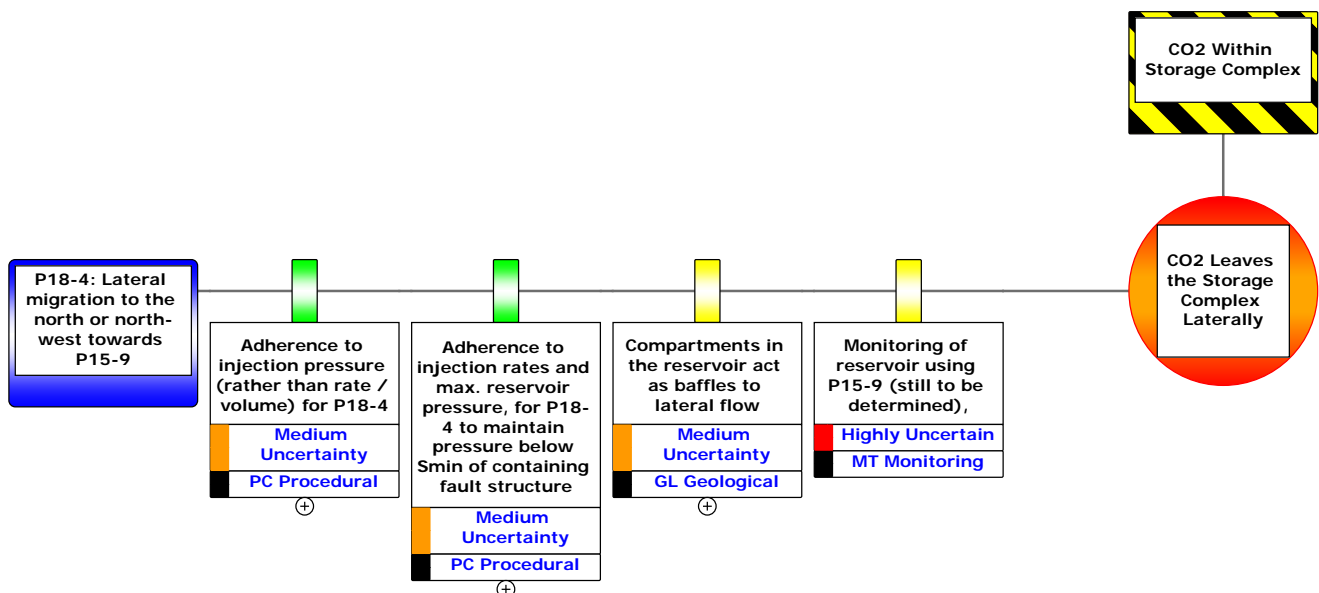 CO2 Within
Storage Complex
P18-4: Lateral
migration to the
north or north-
west towards
P15-9
Adherence to
injection pressure
(rather than rate /
volume) for P18-4
Medium
Uncertainty
PC Procedural
Adherence to
injection rates and
max. reservoir
pressure, for P18-
4 to maintain
pressure below
Smin of containing
fault structure
Medium
Uncertainty
PC Procedural
Compartments in
the reservoir act
as baffles to
lateral flow
Medium
Uncertainty
GL Geological
Monitoring of
reservoir using
P15-9 (still to be
determined),
Highly Uncertain
MT Monitoring
CO2 Leaves
the Storage
Complex
Laterally